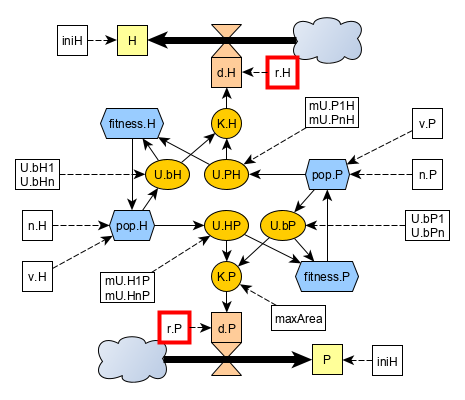 iniH
H
d.H
r.H
mU.P1H
mU.PnH
fitness.H
K.H
v.P
U.bH1
U.bHn
U.bH
U.PH
pop.P
n.P
n.H
pop.H
U.HP
U.bP
U.bP1
U.bPn
v.H
mU.H1P
mU.HnP
K.P
fitness.P
maxArea
r.P
d.P
P
iniH